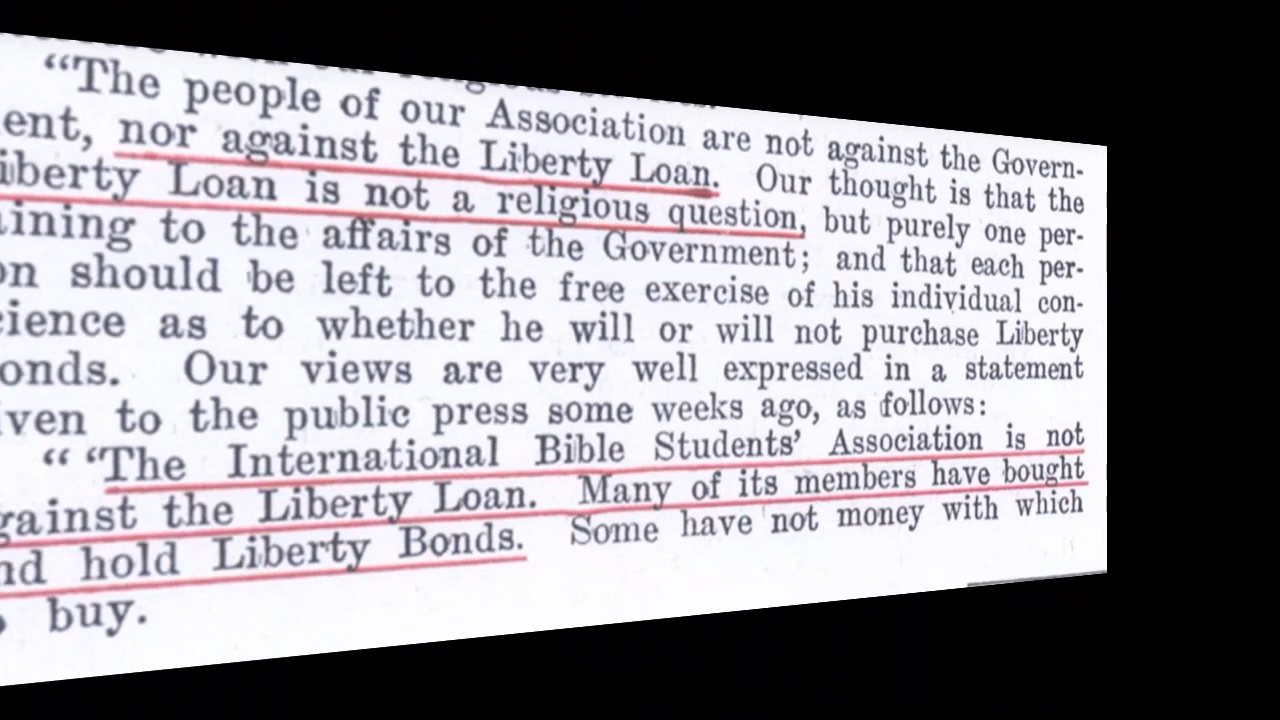 “The people of our Association are not against the Govern-
ent, nor against the Liberty Loan. Our thought is that the
iberty Loan is not a religious question, but purely one per-
ining to the affairs of the Government; and that each per-
on should be left to the free exercise of his individual con-
cience as to whether he will or will not purchase Liberty
onds. Our views are very well expressed in a statement
iven to the public press some weeks ago, as follows:
“ ‘The International Bible Students’ Association is not
gainst the Liberty Loan. Many of its members have bought
nd hold Liberty Bonds. Some have not money with which
buy.